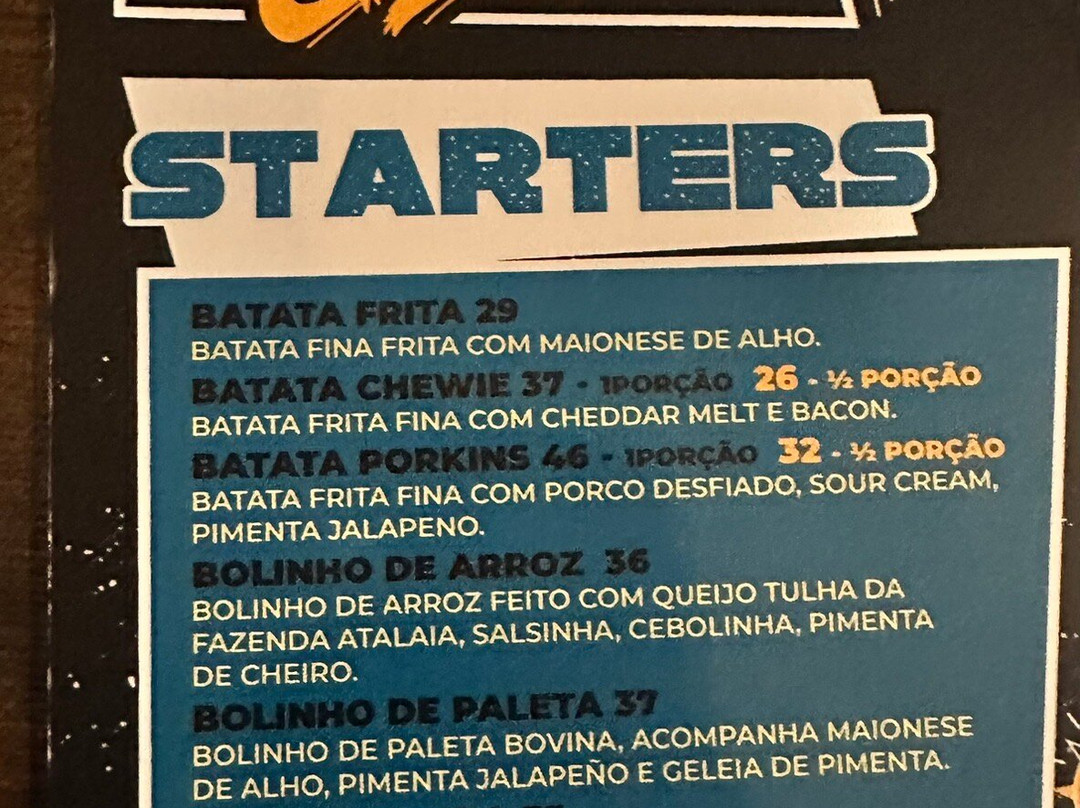 STARTERS
BATATA FRITA 29
BATATA FINA FRITA COM MAIONESE DE ALHO.
BATATA CHEWIE 37 - 1PORÇÃO 26 - ½ PORÇÃO
BATATA FRITA FINA COM CHEDDAR MELT E BACON.
BATATA PORKINS 46 - 1PORÇÃO 32 - ½ PORÇÃO
BATATA FRITA FINA COM PORCO DESFIADO, SOUR CREAM,
PIMENTA JALAPENO.
BOLINHO DE ARROZ 36
BOLINHO DE ARROZ FEITO COM QUEIJO TULHA DA
FAZENDA ATALAIA, SALSINHA, CEBOLINHA, PIMENTA
DE CHEIRO.
BOLINHO DE PALETA 37
BOLINHO DE PALETA BOVINA, ACOMPANHA MAIONESE
DE ALHO, PIMENTA JALAPEÑO E GELEIA DE PIMENTA.